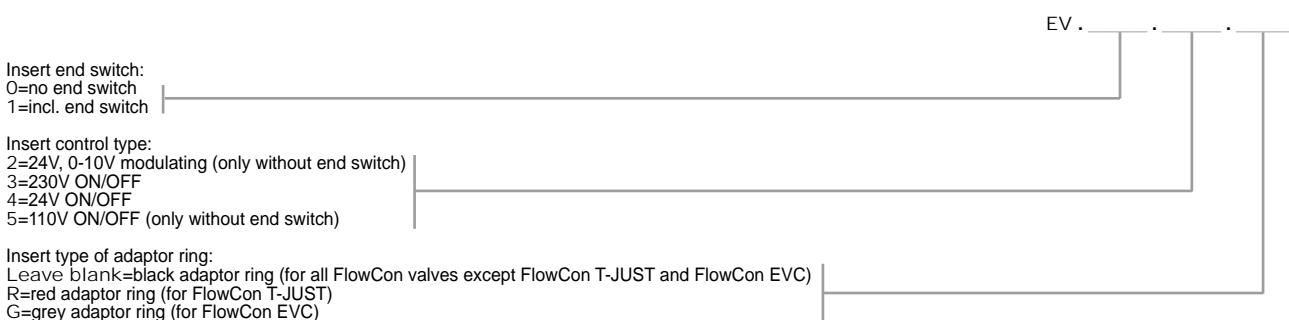 EV . _____ . _____ . _____
Insert end switch:
0=no end switch
1=incl. end switch
Insert control type:
2=24V, 0-10V modulating (only without end switch)
3=230V ON/OFF
4=24V ON/OFF
5=110V ON/OFF (only without end switch)
Insert type of adaptor ring:
Leave blank=black adaptor ring (for all FlowCon valves except FlowCon T-JUST and FlowCon EVC)
R=red adaptor ring (for FlowCon T-JUST)
G=grey adaptor ring (for FlowCon EVC)